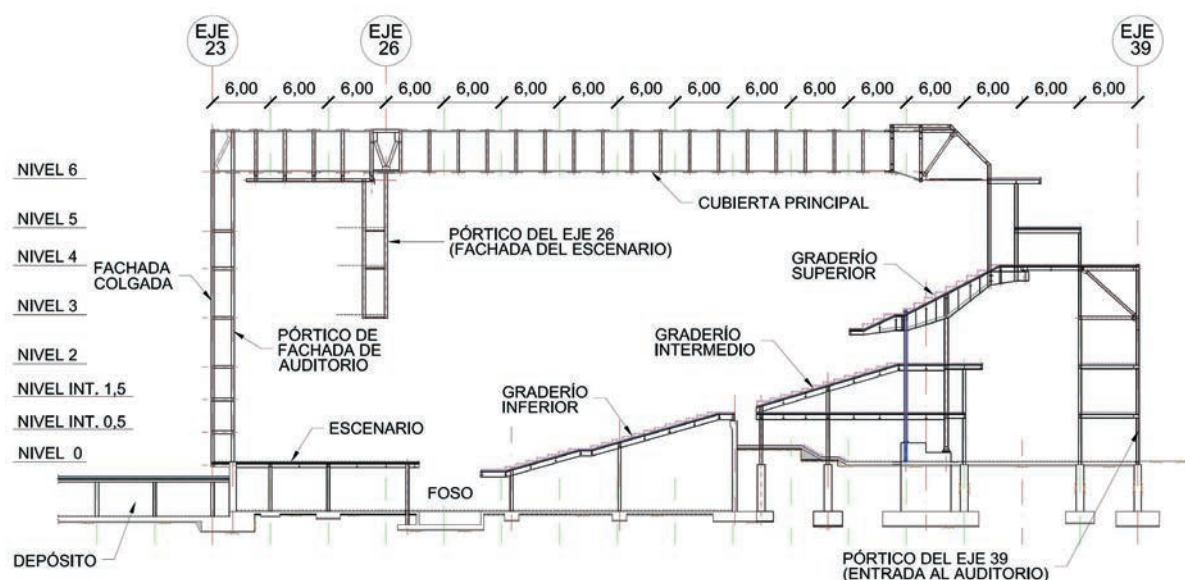 EJE
23
EJE
26
EJE
39
6,00 6,00 6,00 6,00 6,00 6,00 6,00 6,00 6,00 6,00 6,00 6,00 6,00 6,00 6,00 6,00
NIVEL 6
CUBIERTA PRINCIPAL
NIVEL 5
PÓRTICO DEL EJE 26
(FACHADA DEL ESCENARIO)
NIVEL 4
GRADERÍO
SUPERIOR
FACHADA
COLGADA
NIVEL 3
PÓRTICO DE
FACHADA DE
AUDITORIO
GRADERÍO
INTERMEDIO
NIVEL 2
NIVEL INT. 1,5
GRADERÍO
INFERIOR
NIVEL INT. 0,5
ESCENARIO
NIVEL 0
FOSO
DEPÓSITO
PÓRTICO DEL EJE 39
(ENTRADA AL AUDITORIO)